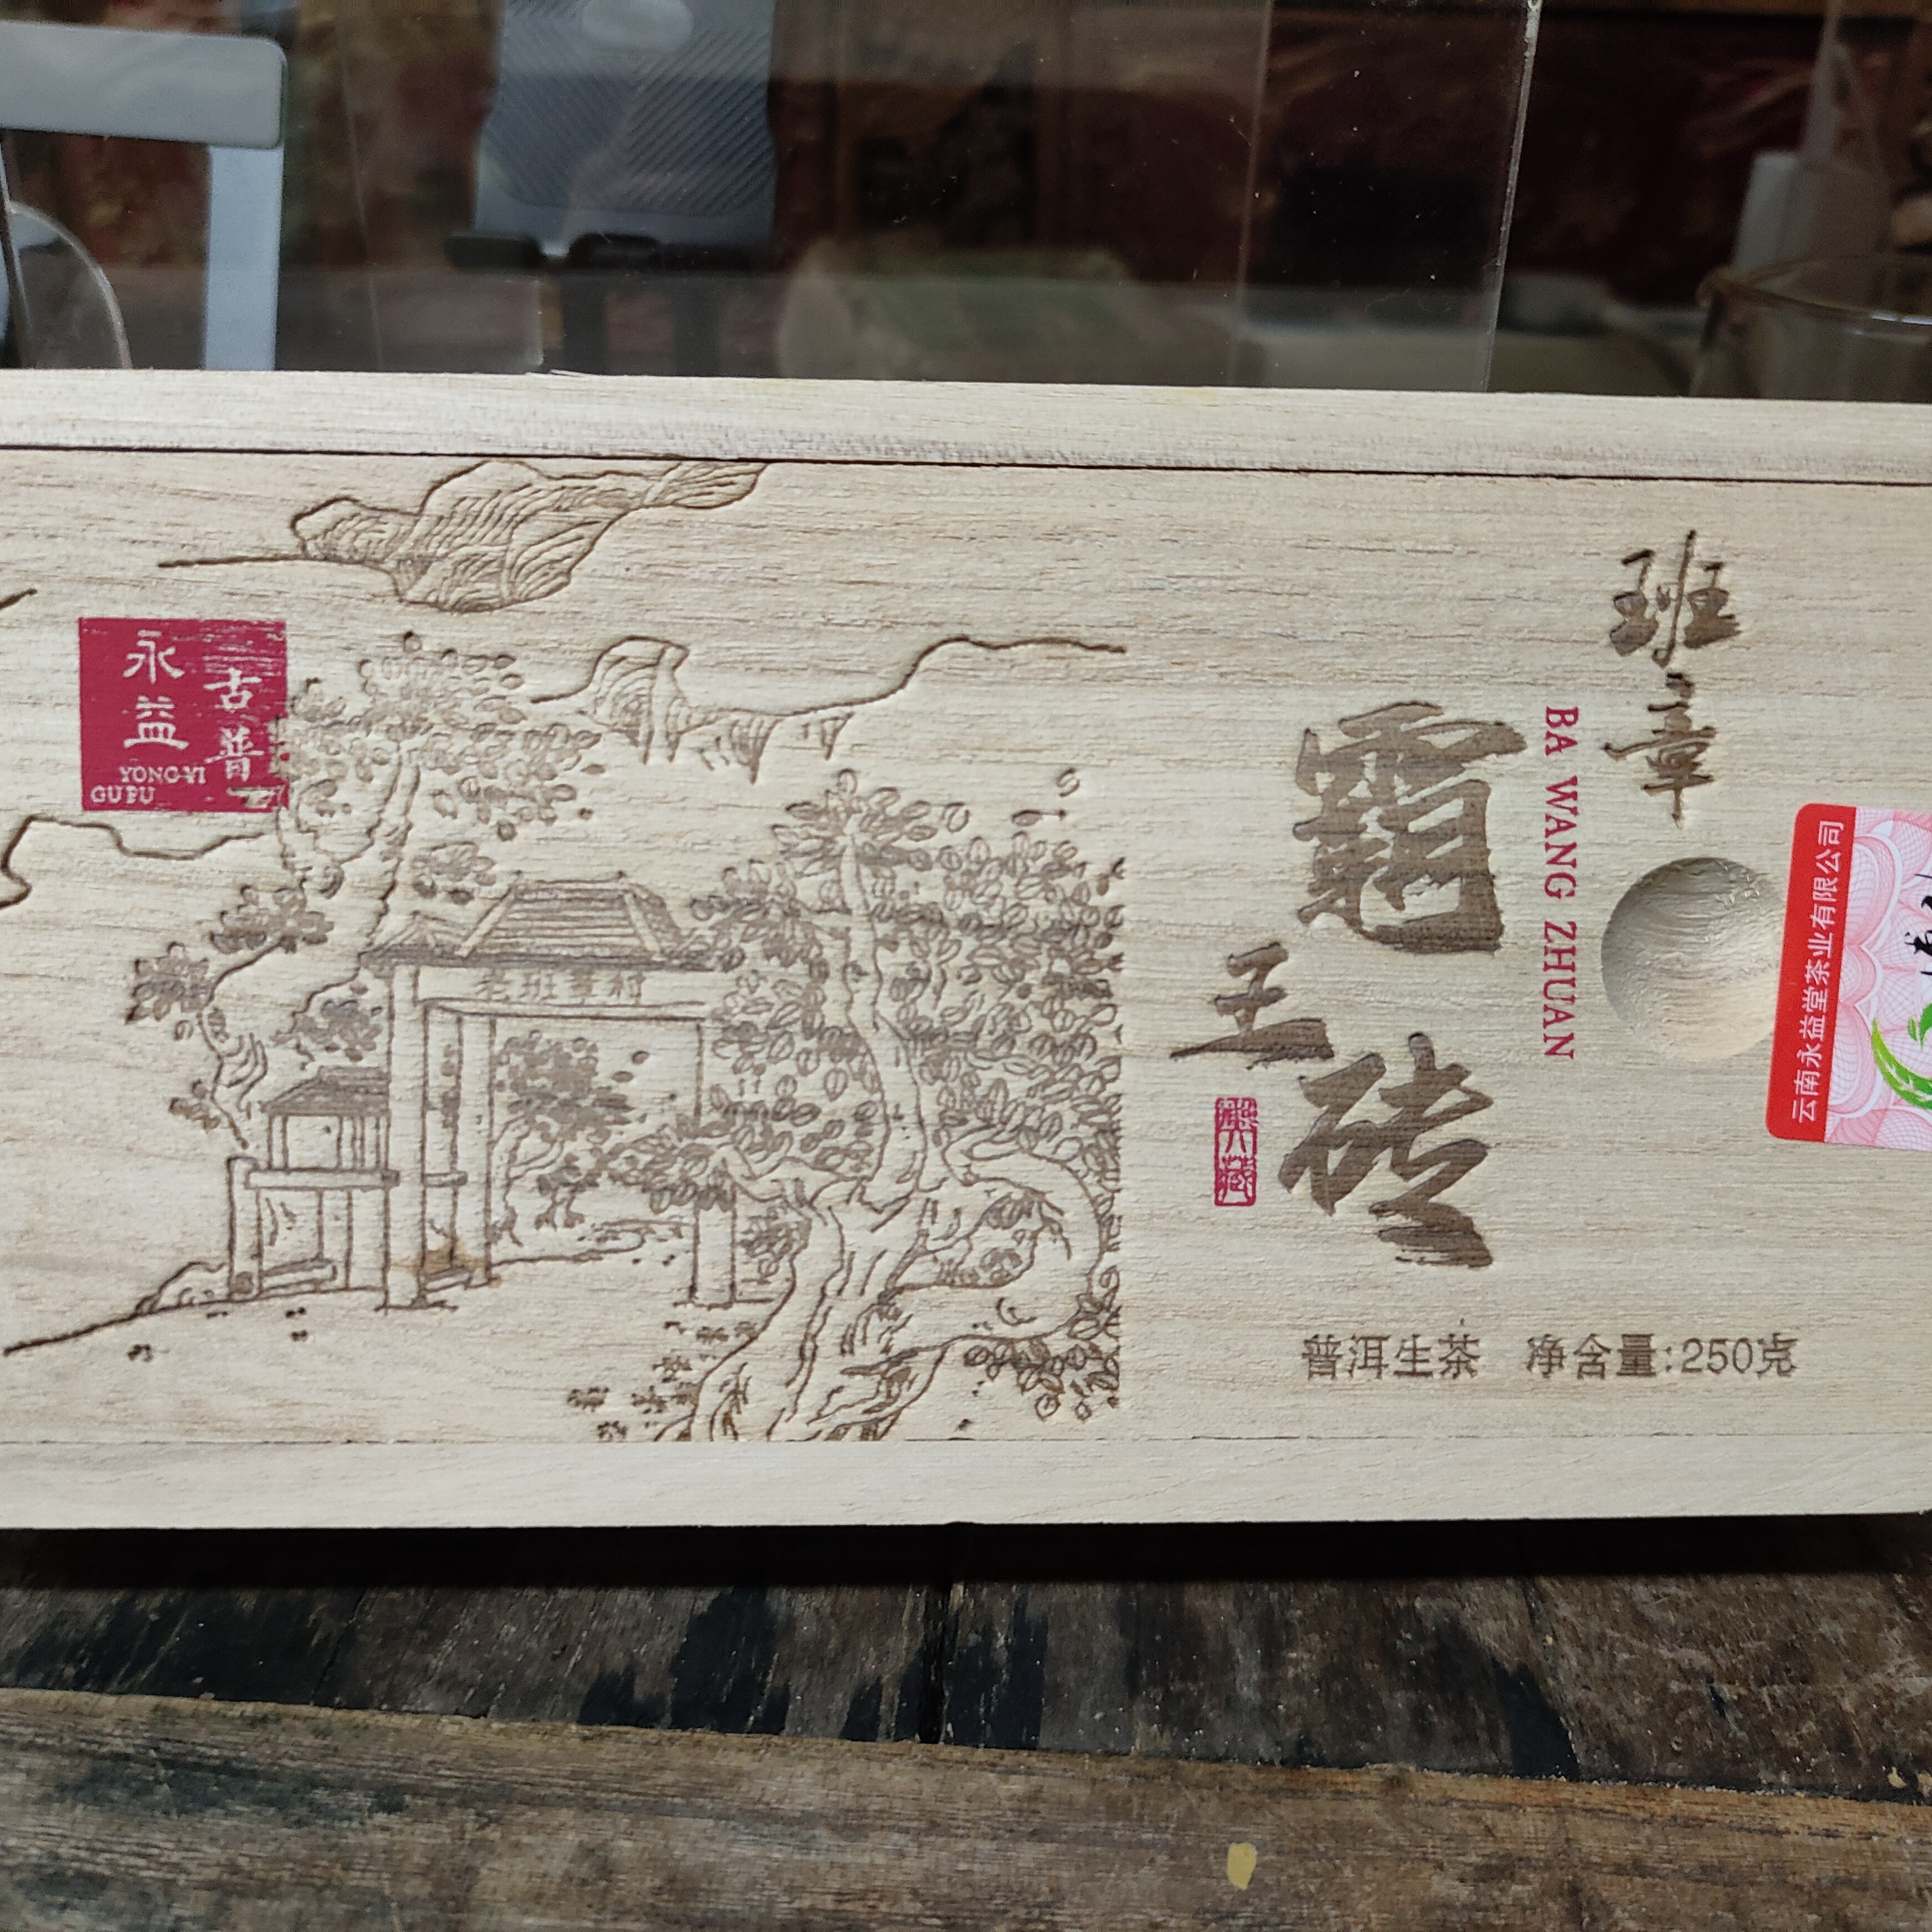 永益
古普
YONG YI
GU PU
老班章村
班章
霸王砖
BA WANG ZHUAN
普洱生茶 净含量:250克
云南永益堂茶业有限公司